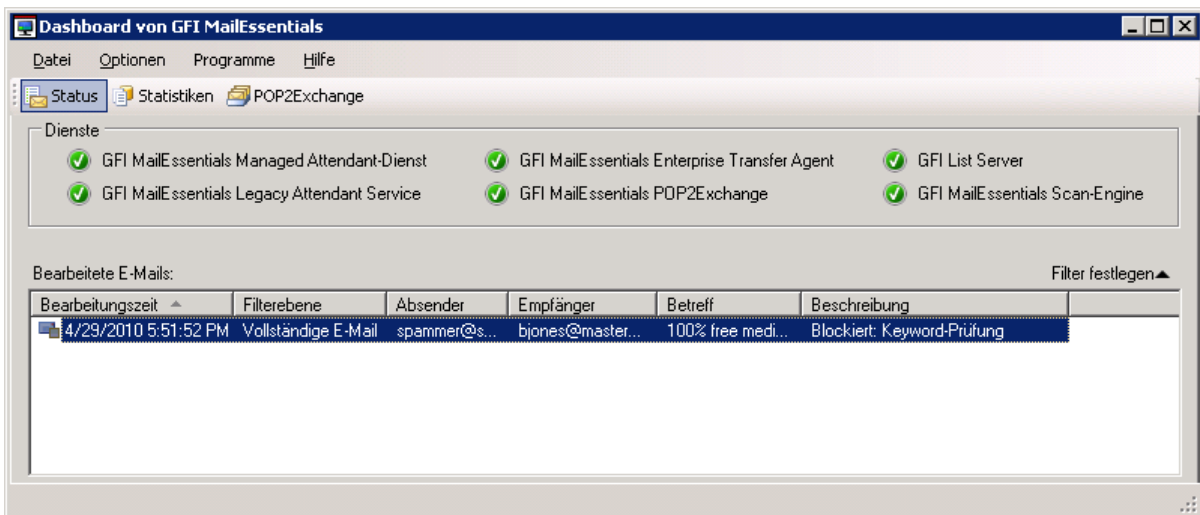 Dashboard von GFI MailEssentials
Datei Optionen Programme Hilfe
Status Statistiken POP2Exchange
Dienste
GFI MailEssentials Managed Attendant-Dienst GFI MailEssentials Enterprise Transfer Agent GFI List Server
GFI MailEssentials Legacy Attendant Service GFI MailEssentials POP2Exchange GFI MailEssentials Scan-Engine
Bearbeitete E-Mails: Filter festlegen
Bearbeitungszeit Filterebene Absender Empfänger Betreff Beschreibung
4/29/2010 5:51:52 PM Vollständige E-Mail spammer@s... bjones@master... 100% free medi... Blockiert: Keyword-Prüfung